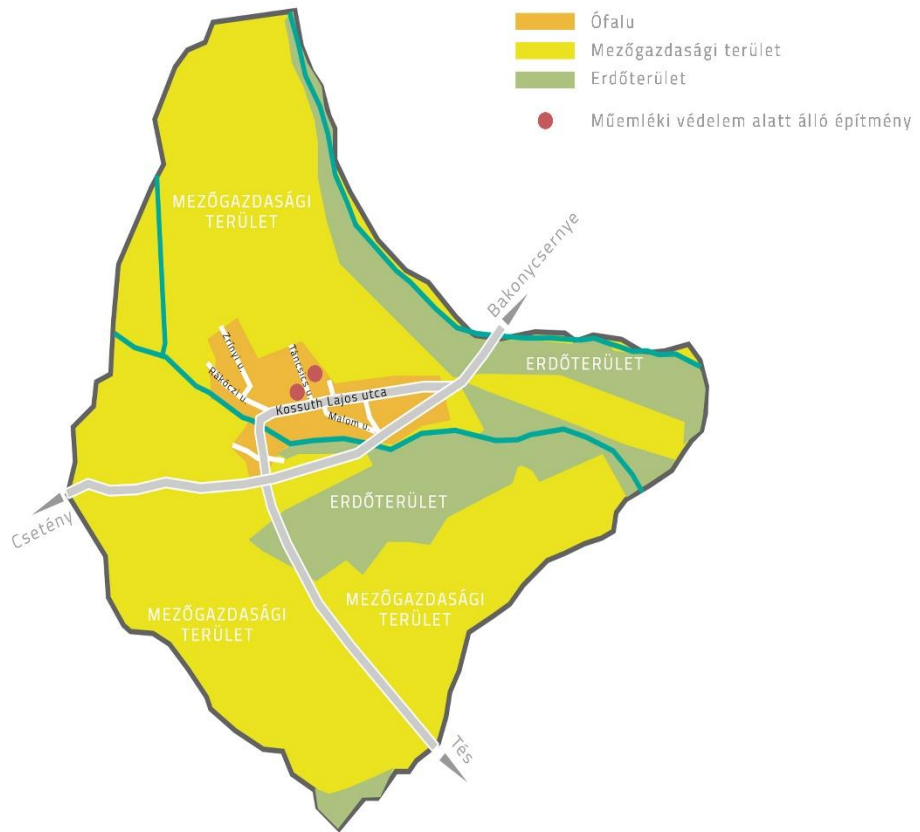 Ófalu
Mezőgazdasági terület
Erdőterület
Műemléki védelem alatt álló építmény
MEZŐGAZDASÁGI
TERÜLET
Bakonycsernye
Zrínyi u.
Táncsics u.
Rákóczi u.
Kossuth Lajos utca
Malom u.
ERDŐTERÜLET
ERDŐTERÜLET
Csetény
MEZŐGAZDASÁGI
TERÜLET
MEZŐGAZDASÁGI
TERÜLET
Tés